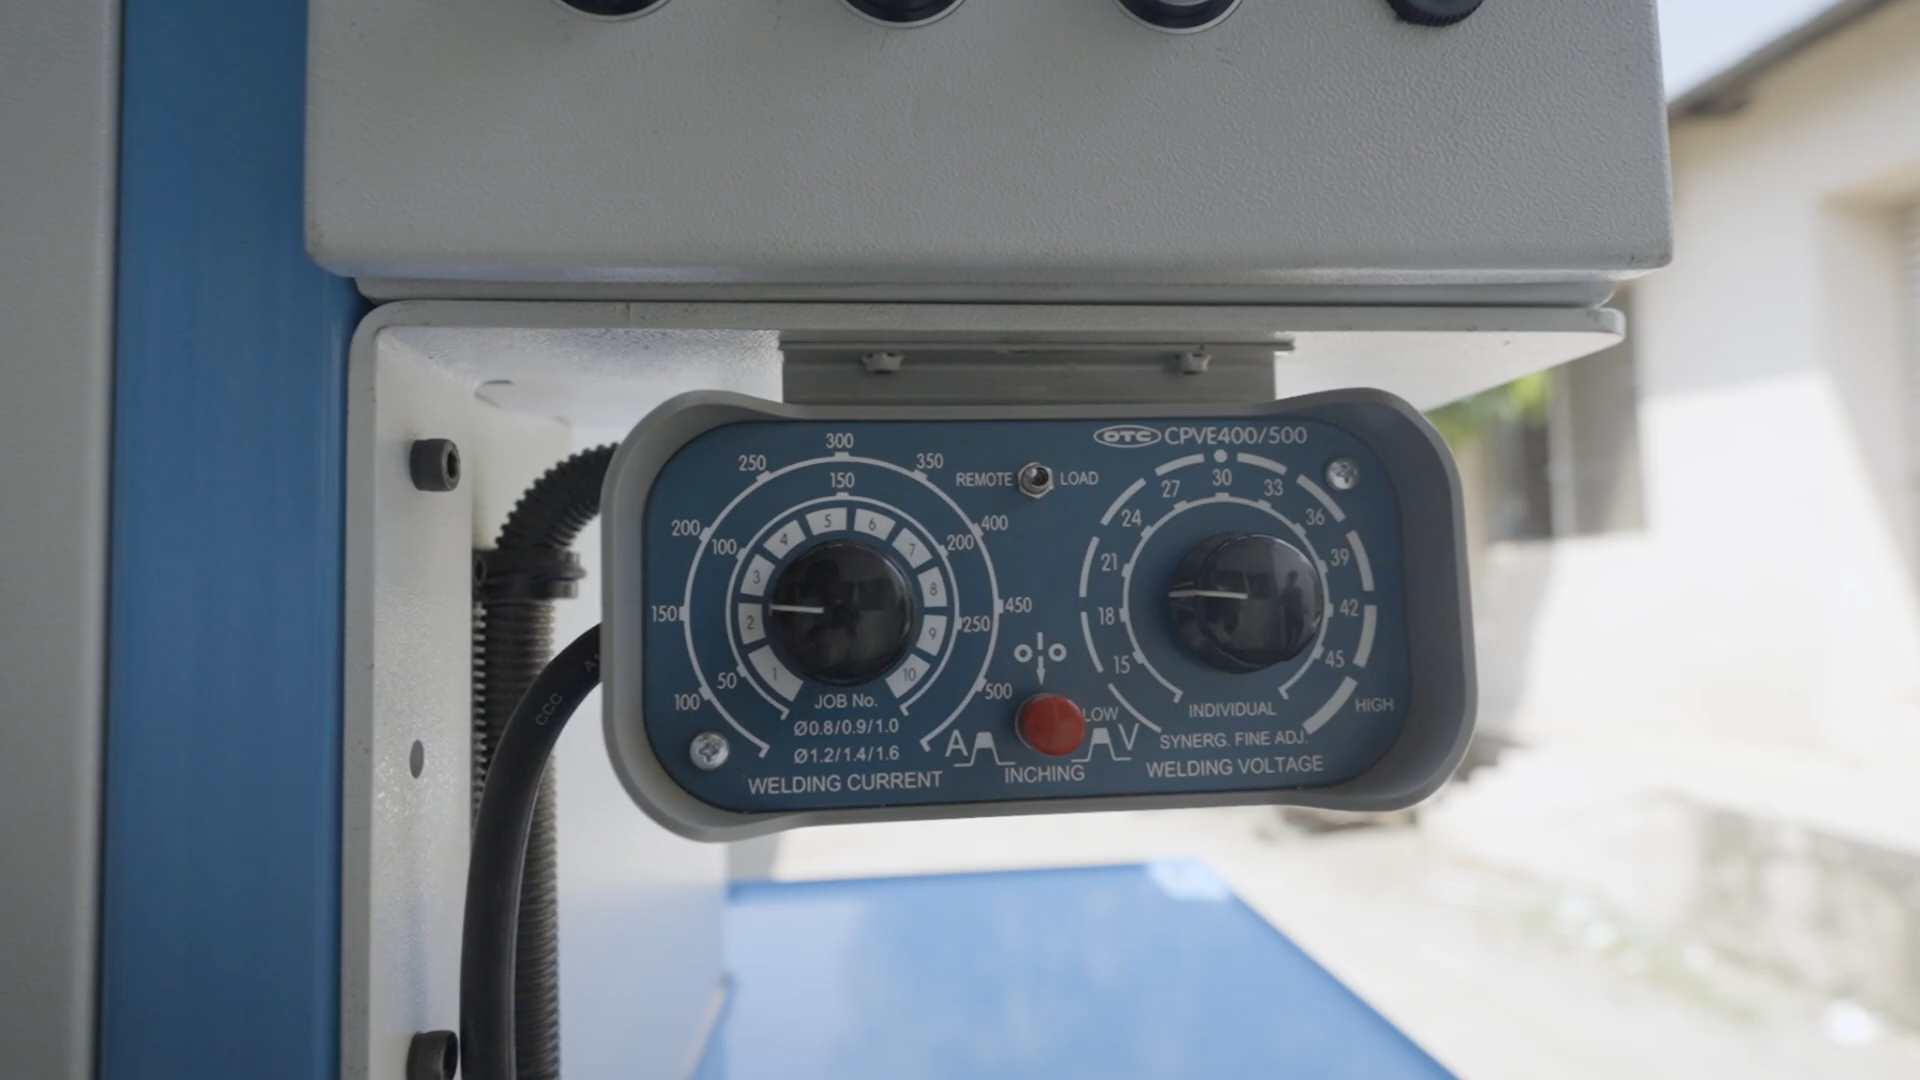 OTC CPVE400/500
REMOTE LOAD
100 150 200 250 300 350 400 450 500
50 100 150 200 250
1 2 3 4 5 6 7 8 9 10
JOB No.
Ø0.8/0.9/1.0
Ø1.2/1.4/1.6
WELDING CURRENT
A V
INCHING
15 18 21 24 27 30 33 36 39 42 45
LOW HIGH
INDIVIDUAL
SYNERG. FINE ADJ.
WELDING VOLTAGE
CCC